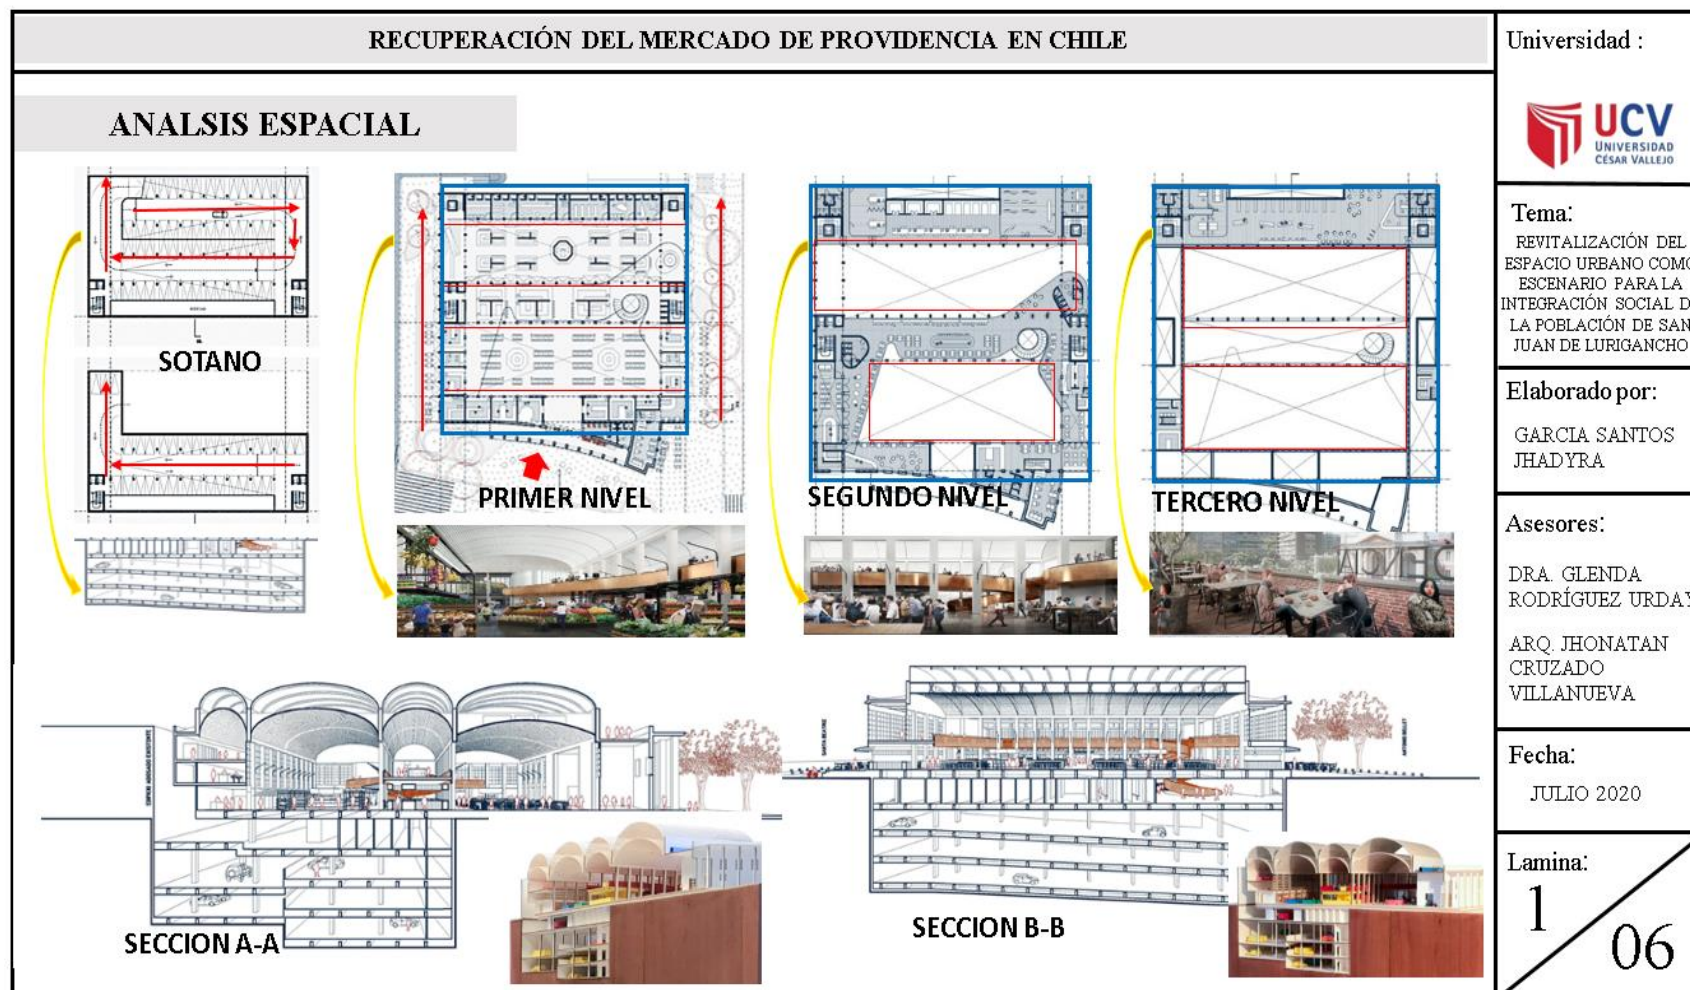 RECUPERACIÓN DEL MERCADO DE PROVIDENCIA EN CHILE
ANALSIS ESPACIAL
SOTANO
PRIMER NIVEL
SEGUNDO NIVEL
TERCERO NIVEL
SECCION A-A
SECCION B-B
Universidad :
UCV
UNIVERSIDAD
CÉSAR VALLEJO
Tema:
REVITALIZACIÓN DEL
ESPACIO URBANO COMO
ESCENARIO PARA LA
INTEGRACIÓN SOCIAL D
LA POBLACIÓN DE SAN
JUAN DE LURIGANCHO
Elaborado por:
GARCIA SANTOS
JHADYRA
Asesores:
DRA. GLENDA
RODRÍGUEZ URDAY
ARQ. JHONATAN
CRUZADO
VILLANUEVA
Fecha:
JULIO 2020
Lamina:
1
06